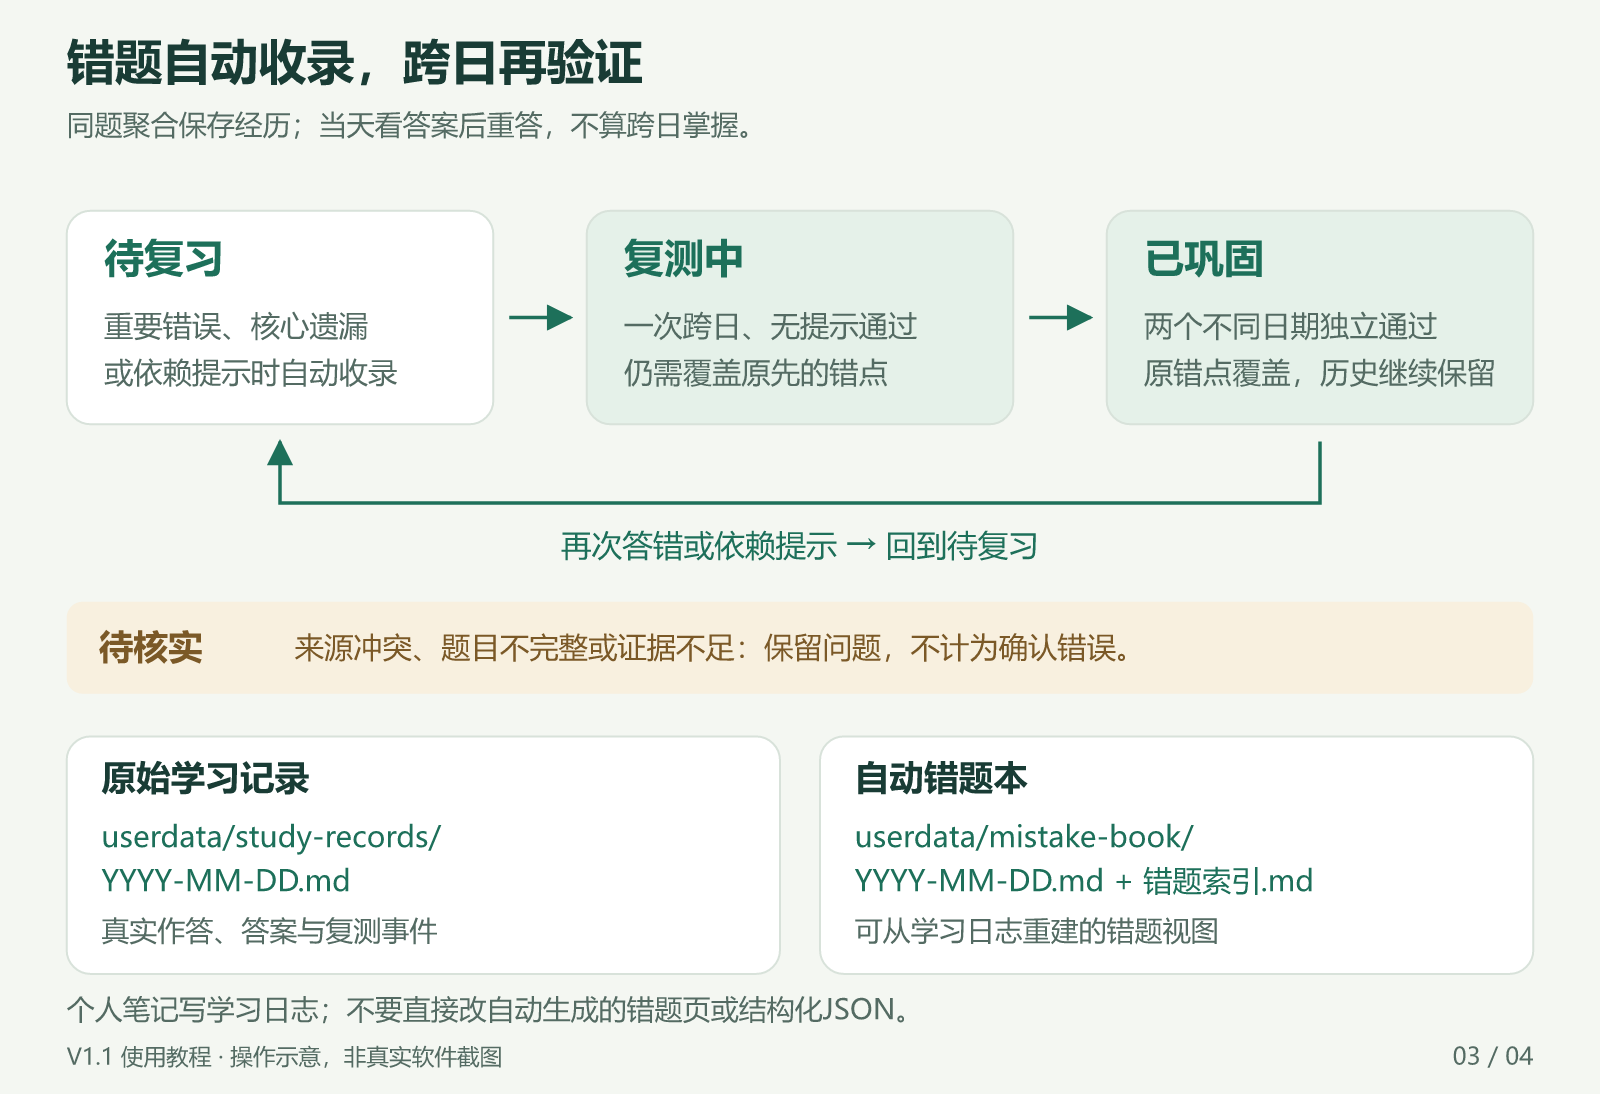 错题自动收录，跨日再验证
同题聚合保存经历；当天看答案后重答，不算跨日掌握。
待复习
重要错误、核心遗漏
或依赖提示时自动收录
复测中
一次跨日、无提示通过
仍需覆盖原先的错点
已巩固
两个不同日期独立通过
原错点覆盖，历史继续保留
再次答错或依赖提示 → 回到待复习
待核实
来源冲突、题目不完整或证据不足：保留问题，不计为确认错误。
原始学习记录
userdata/study-records/
YYYY-MM-DD.md
真实作答、答案与复测事件
自动错题本
userdata/mistake-book/
YYYY-MM-DD.md + 错题索引.md
可从学习日志重建的错题视图
个人笔记写学习日志；不要直接改自动生成的错题页或结构化JSON。
V1.1 使用教程 · 操作示意，非真实软件截图
03 / 04